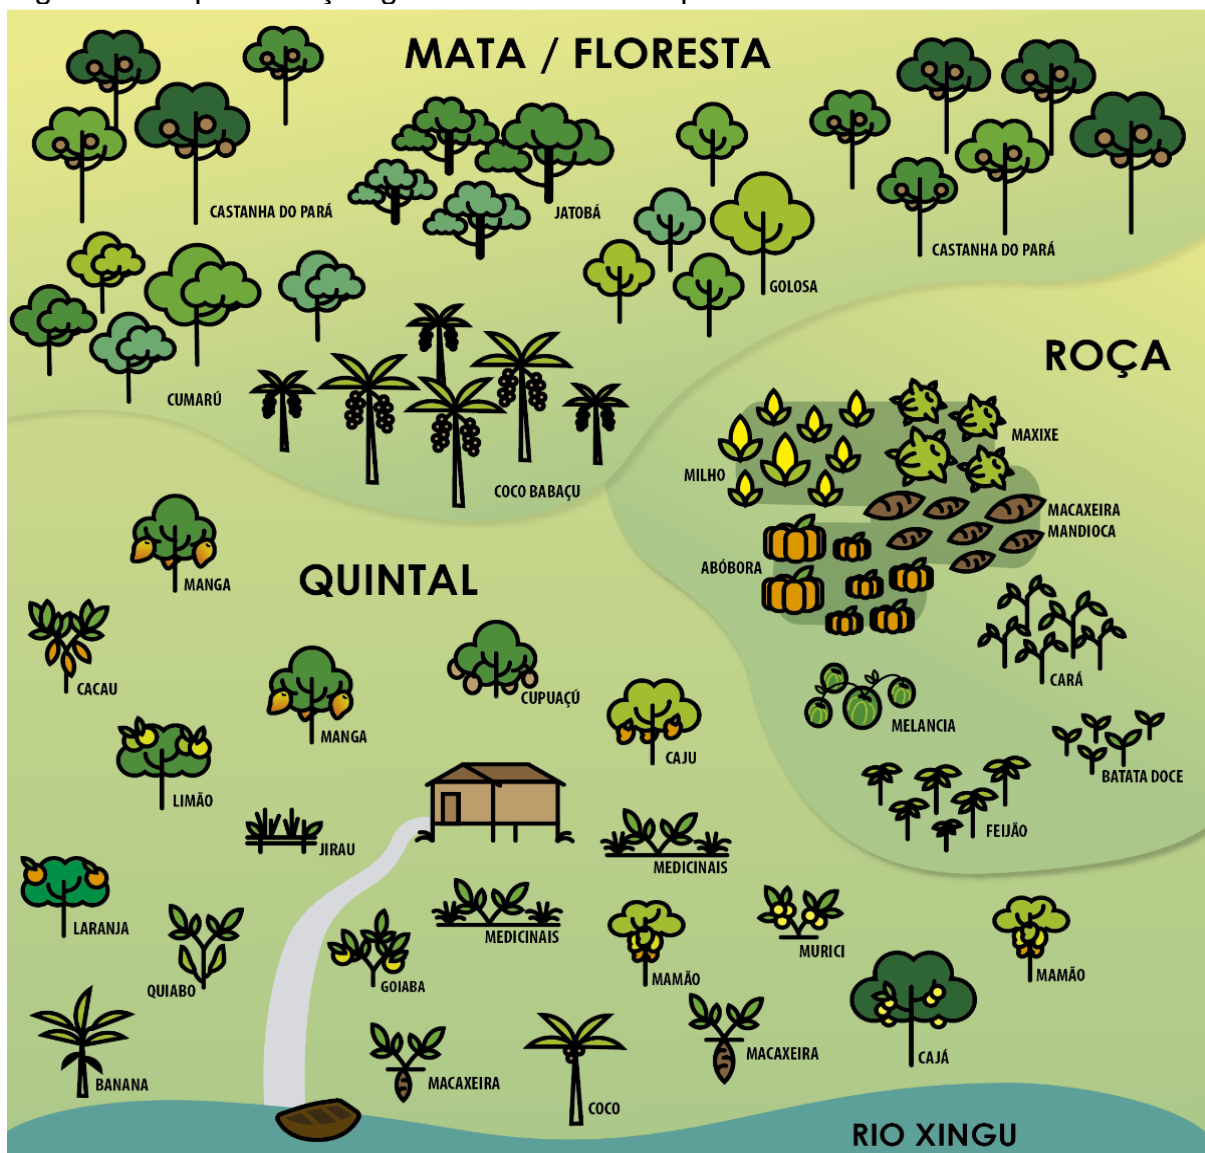 MATA / FLORESTA
CASTANHA DO PARÁ
JATOBÁ
GOLOSA
CASTANHA DO PARÁ
CUMARÚ
COCO BABAÇU
ROÇA
MAXIXE
MILHO
MACAXEIRA
MANDIOCA
ABÓBORA
CARÁ
MELANCIA
BATATA DOCE
FEIJÃO
QUINTAL
MANGA
CACAU
CUPUAÇÚ
MANGA
CAJU
LIMÃO
JIRAU
MEDICINAIS
LARANJA
MEDICINAIS
MURICI
QUIABO
GOIABA
MAMÃO
MAMÃO
BANANA
MACAXEIRA
MACAXEIRA
CAJÁ
COCO
RIO XINGU